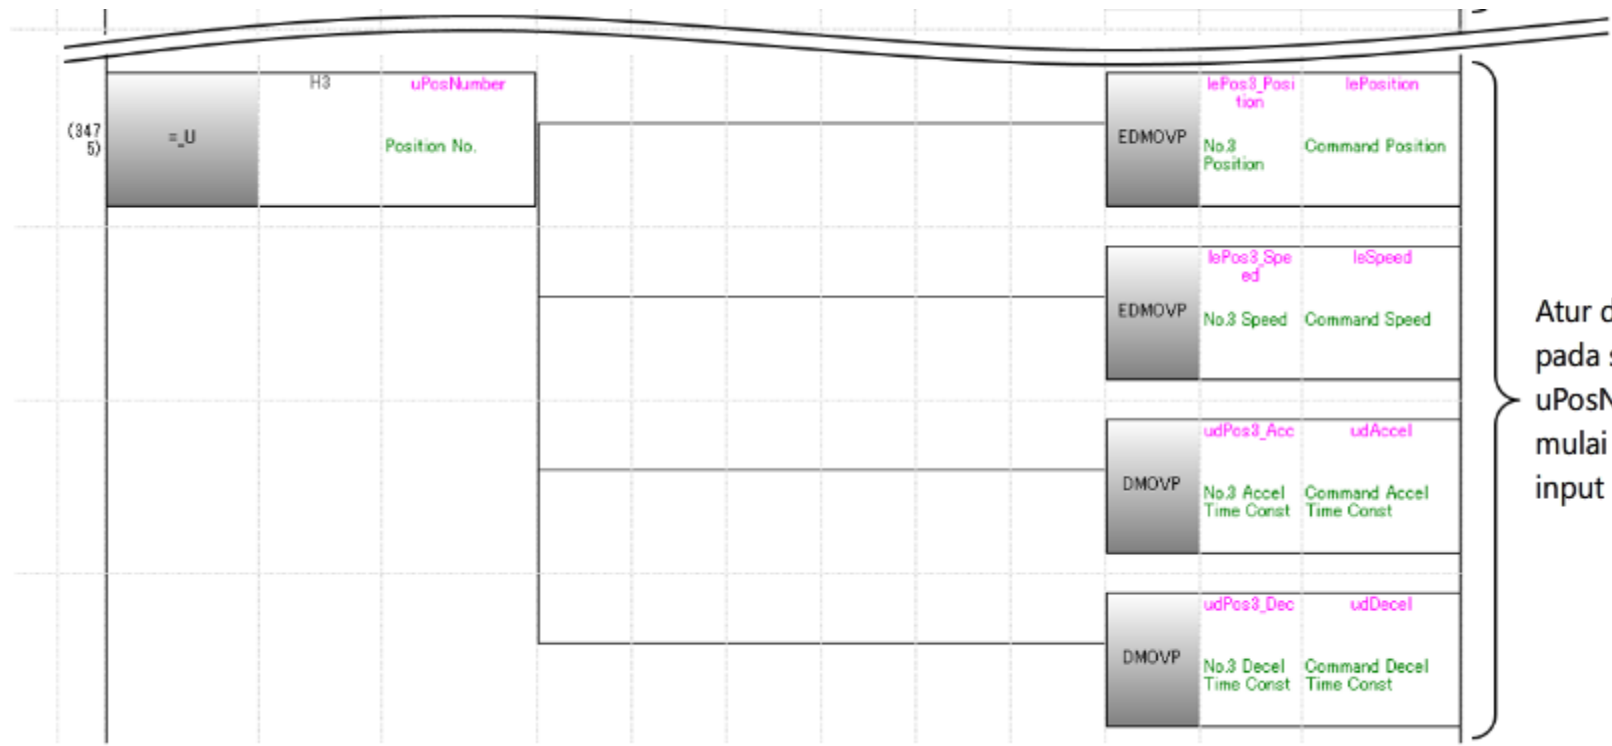 H3 uPosNumber
(347
5)
=_U
Position No.
EDMOVP
lePos3_Posi
tion
lePosition
No.3
Position
Command Position
EDMOVP
lePos3_Spe
ed
leSpeed
No.3 Speed
Command Speed
DMOVP
udPos3_Acc
udAccel
No.3 Accel
Time Const
Command Accel
Time Const
DMOVP
udPos3_Dec
udDecel
No.3 Decel
Time Const
Command Decel
Time Const
Atur
pada
mulai
input